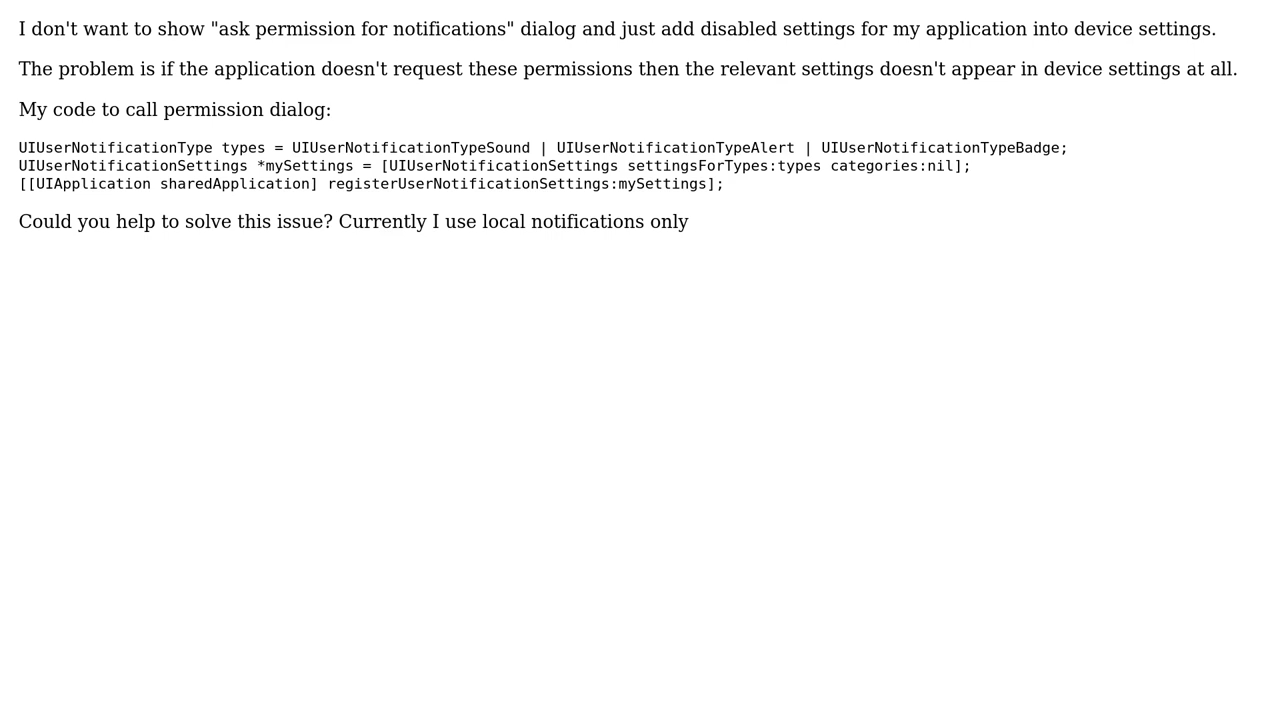 I don't want to show "ask permission for notifications" dialog and just add disabled settings for my application into device settings.
The problem is if the application doesn't request these permissions then the relevant settings doesn't appear in device settings at all.
My code to call permission dialog:
UIUserNotificationType types = UIUserNotificationTypeSound | UIUserNotificationTypeAlert | UIUserNotificationTypeBadge;
UIUserNotificationSettings *mySettings = [UIUserNotificationSettings settingsForTypes:types categories:nil];
[[UIApplication sharedApplication] registerUserNotificationSettings:mySettings];
Could you help to solve this issue? Currently I use local notifications only